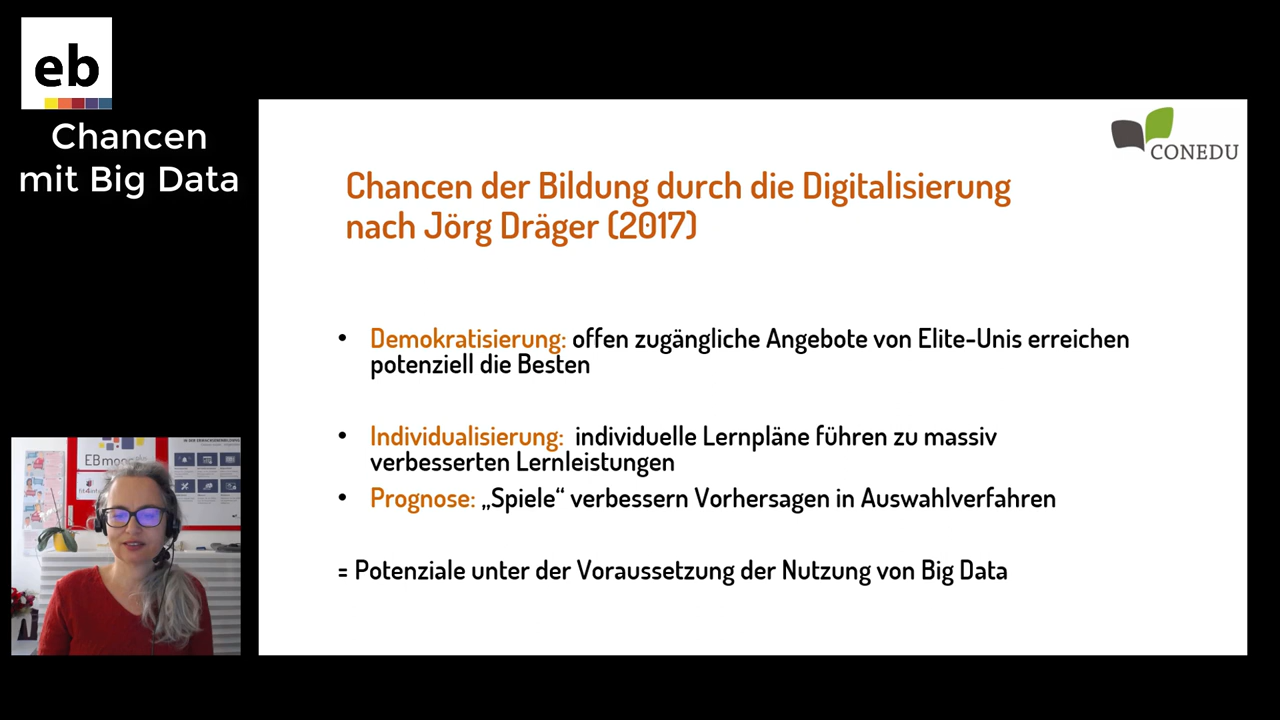 eb
Chancen
mit Big Data
CONEDU
Chancen der Bildung durch die Digitalisierung
nach Jörg Dräger (2017)
• Demokratisierung: offen zugängliche Angebote von Elite-Unis erreichen
potenziell die Besten
• Individualisierung: individuelle Lernpläne führen zu massiv
verbesserten Lernleistungen
• Prognose: „Spiele“ verbessern Vorhersagen in Auswahlverfahren
= Potenziale unter der Voraussetzung der Nutzung von Big Data